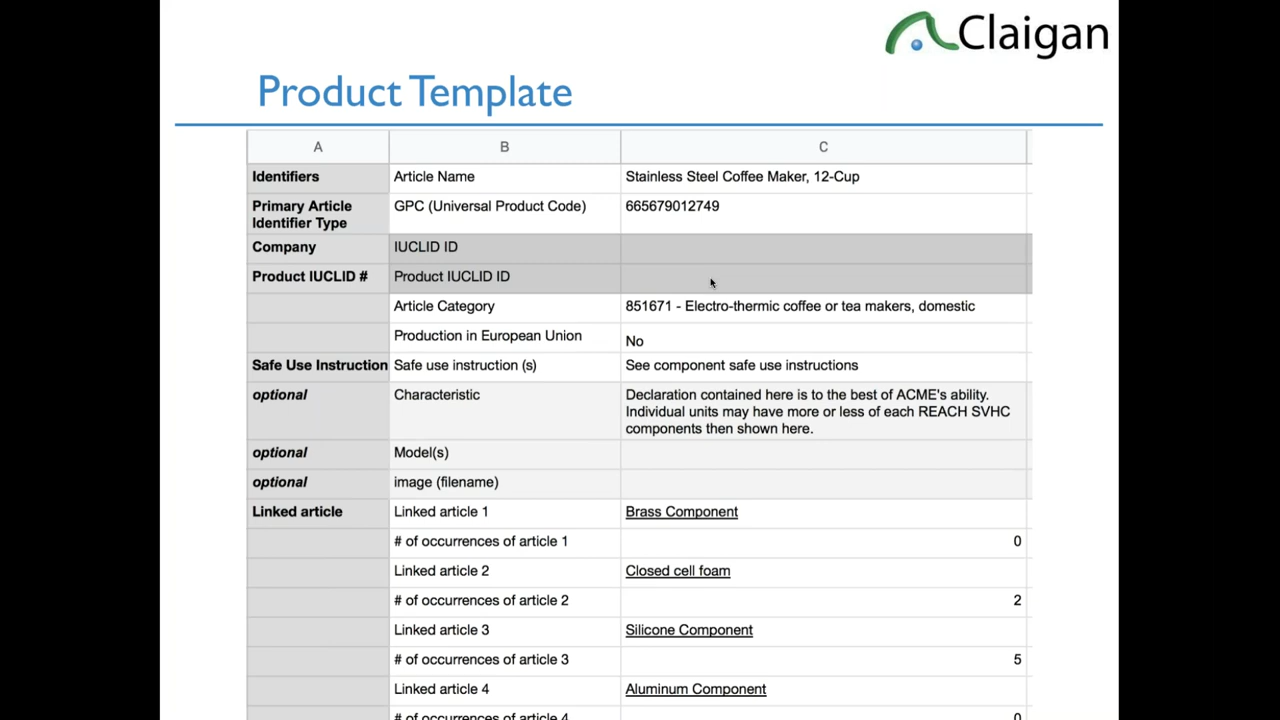 Claigan
Product Template
A B C
Identifiers Article Name Stainless Steel Coffee Maker, 12-Cup
Primary Article GPC (Universal Product Code) 665679012749
Identifier Type
Company IUCLID ID
Product IUCLID # Product IUCLID ID
Article Category 851671 - Electro-thermic coffee or tea makers, domestic
Production in European Union No
Safe Use Instruction Safe use instruction (s) See component safe use instructions
optional Characteristic Declaration contained here is to the best of ACME's ability.
Individual units may have more or less of each REACH SVHC
components then shown here.
optional Model(s)
optional image (filename)
Linked article Linked article 1 Brass Component
# of occurrences of article 1 0
Linked article 2 Closed cell foam
# of occurrences of article 2 2
Linked article 3 Silicone Component
# of occurrences of article 3 5
Linked article 4 Aluminum Component
# of occurrences of article 4 0